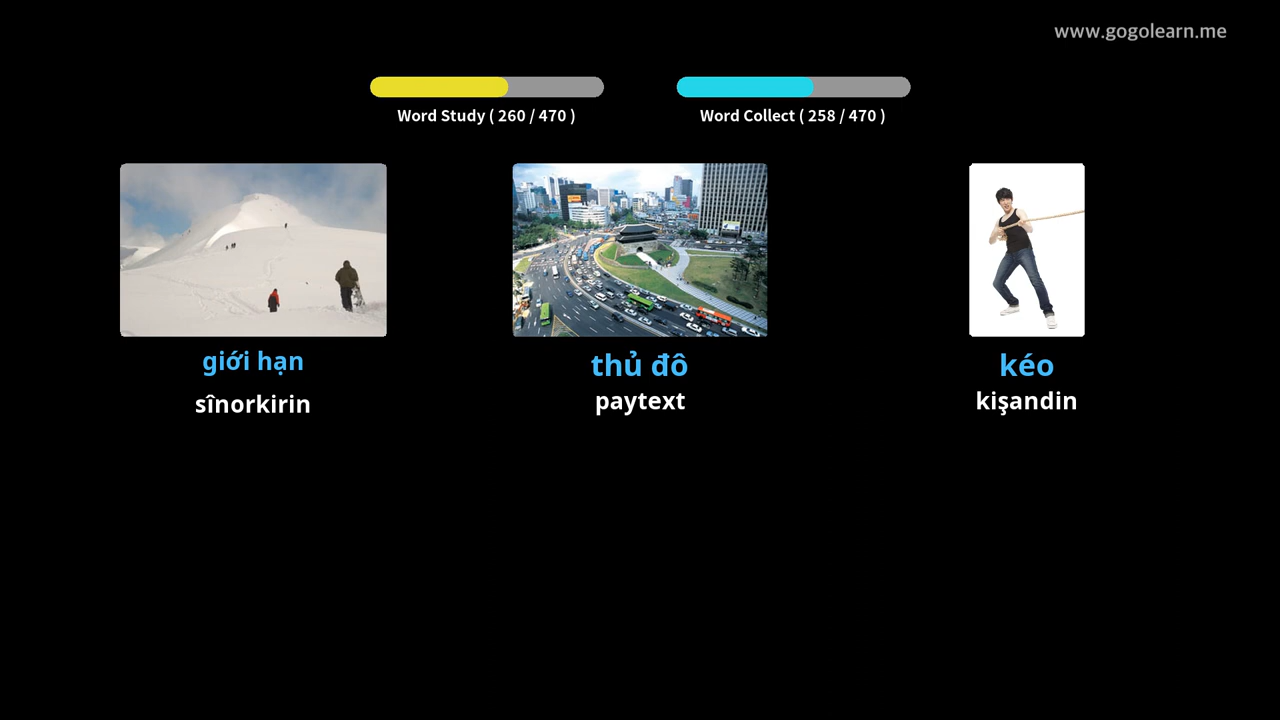 www.gogolearn.me
Word Study ( 260 / 470 )
Word Collect ( 258 / 470 )
giới hạn
sînorkirin
thủ đô
paytext
kéo
kişandin